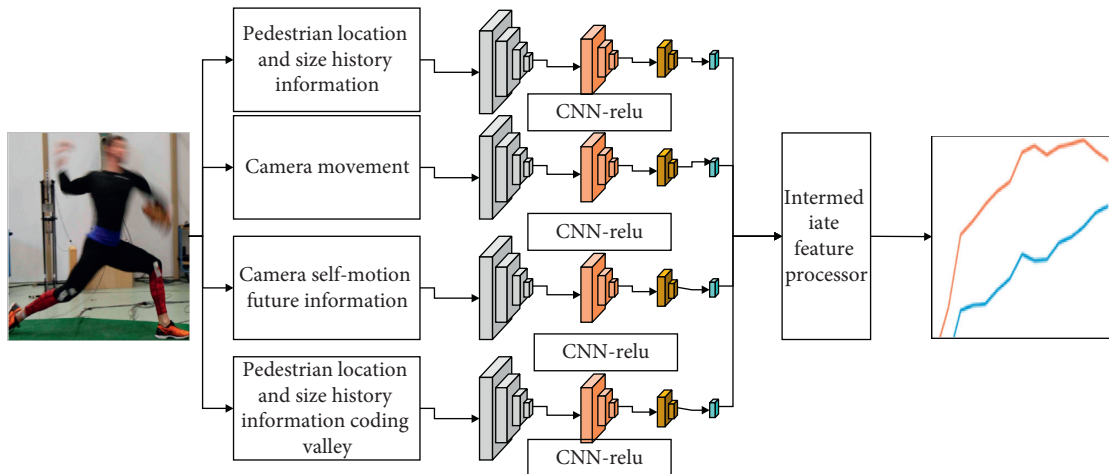 Pedestrian location
and size history
information
CNN-relu
Camera movement
CNN-relu
Camera self-motion
future information
CNN-relu
Pedestrian location
and size history
information coding
valley
CNN-relu
Intermed
iate
feature
processor